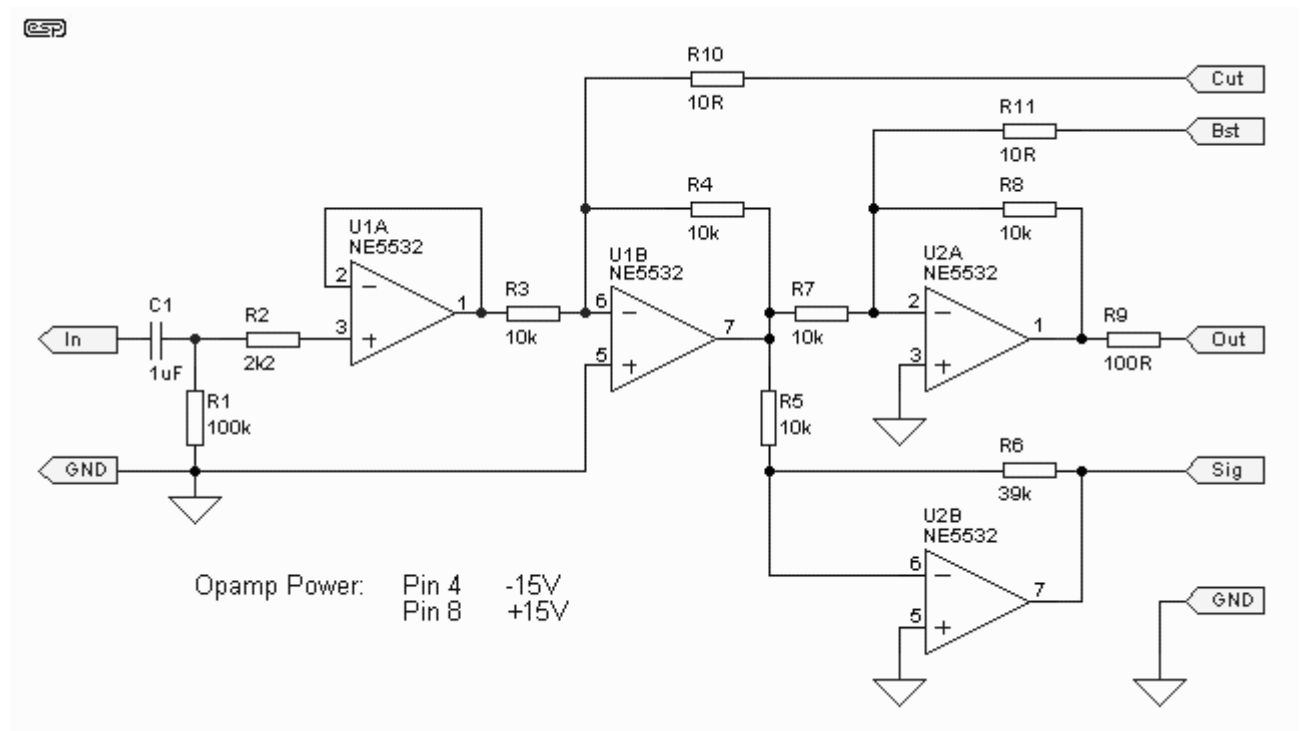 esp
R10
10R
Cut
R11
10R
Bst
R4
10k
R8
10k
U1A
NE5532
2
3
1
R3
10k
U1B
NE5532
6
5
7
R7
10k
U2A
NE5532
2
3
1
R9
100R
Out
In
C1
1uF
R2
2k2
R1
100k
GND
R5
10k
R6
39k
Sig
U2B
NE5532
6
5
7
GND
Opamp Power: Pin 4 -15V
Pin 8 +15V